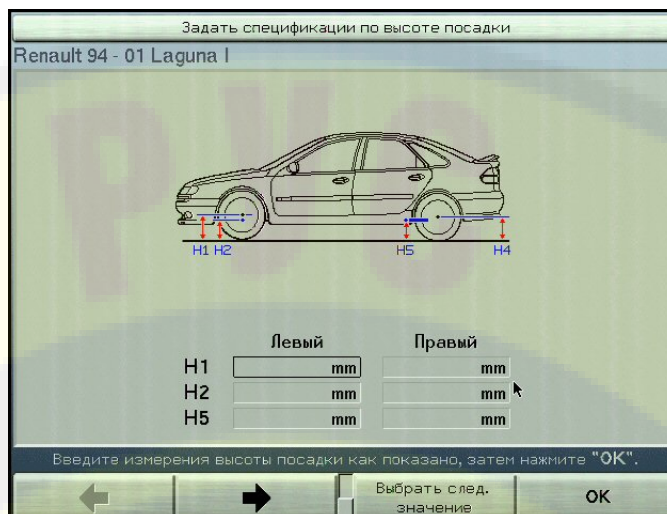 Задать спецификации по высоте посадки
Renault 94 - 01 Laguna I
PVS
H1 H2 H5 H4
Левый Правый
H1 mm mm
H2 mm mm
H5 mm mm
Введите измерения высоты посадки как показано, затем нажмите "OK".
Выбрать след.
значение
OK